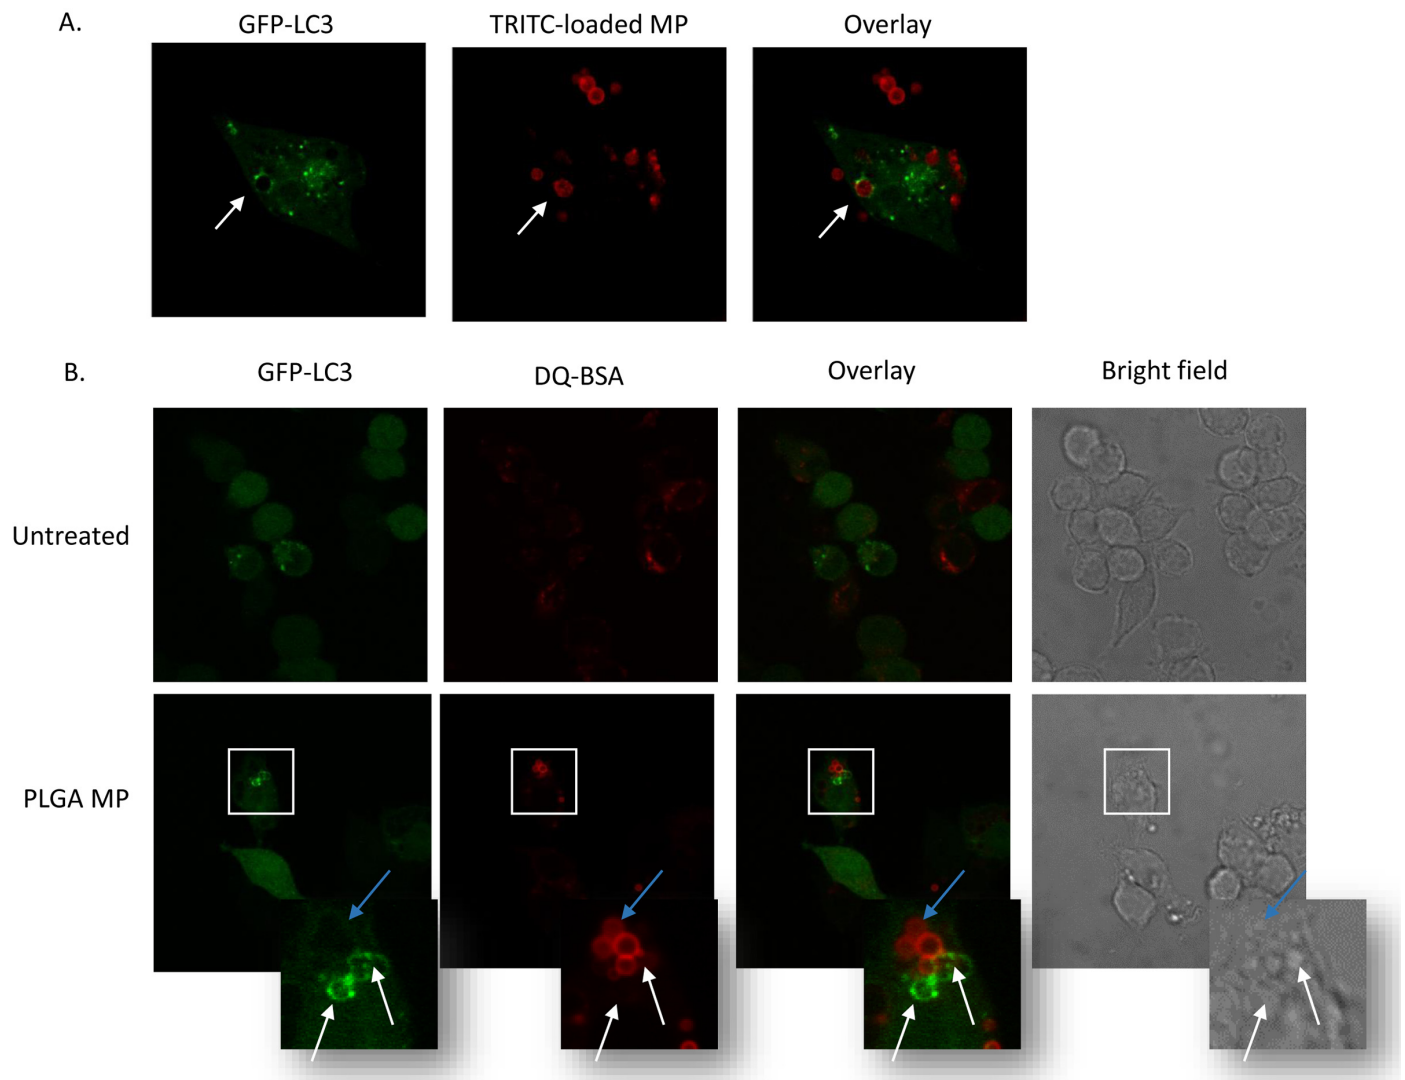 A.
GFP-LC3 TRITC-loaded MP Overlay
B.
GFP-LC3 DQ-BSA Overlay Bright field
Untreated
PLGA MP